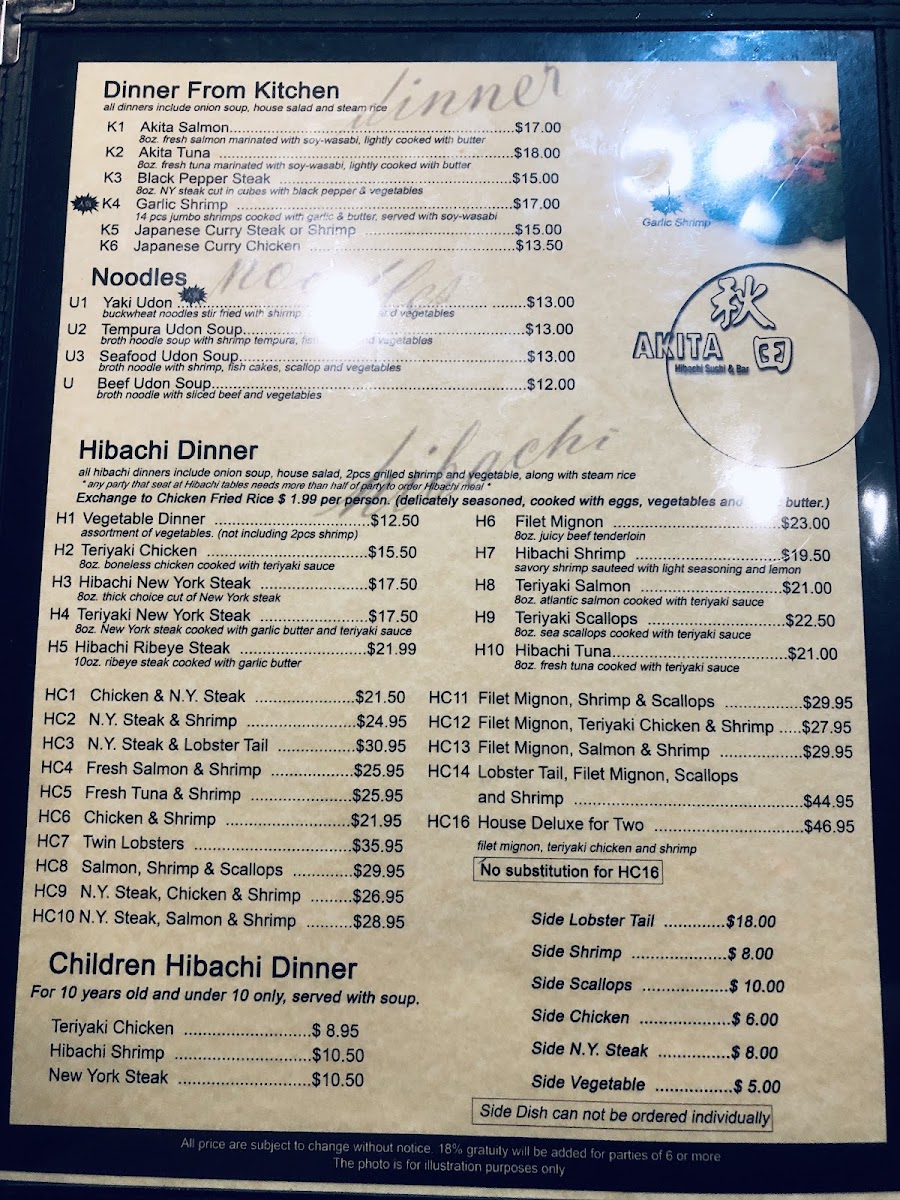 dinner
Dinner From Kitchen
all dinners include onion soup, house salad and steam rice
K1 Akita Salmon...$17.00
8oz. fresh salmon marinated with soy-wasabi, lightly cooked with butter
K2 Akita Tuna ...$18.00
8oz. fresh tuna marinated with soy-wasabi, lightly cooked with butter
K3 Black Pepper Steak ...$15.00
8oz. NY steak cut in cubes with black pepper & vegetables
K4 Garlic Shrimp ...$17.00
14 pcs jumbo shrimps cooked with garlic & butter, served with soy-wasabi
K5 Japanese Curry Steak or Shrimp ...$15.00
K6 Japanese Curry Chicken ...$13.50
Garlic Shrimp
noodles
Noodles
U1 Yaki Udon ...$13.00
buckwheat noodles stir fried with shirmp, vegetables
U2 Tempura Udon Soup...$13.00
broth noodle soup with shrimp tempura, vegetables
U3 Seafood Udon Soup...$13.00
broth noodle with shrimp, fish cakes, scallop and vegetables
U Beef Udon Soup...$12.00
broth noodle with sliced beef and vegetables
秋田
AKITA
Hibachi Sushi & Bar
hibachi
Hibachi Dinner
all hibachi dinners include onion soup, house salad, 2pcs grilled shrimp and vegetable, along with steam rice
* any party that seat at Hibachi tables needs more than half of party to order Hibachi meal *
Exchange to Chicken Fried Rice $ 1.99 per person. (delicately seasoned, cooked with eggs, vegetables and butter.)
H1 Vegetable Dinner ...$12.50
assortment of vegetables. (not including 2pcs shrimp)
H2 Teriyaki Chicken ...$15.50
8oz. boneless chicken cooked with teriyaki sauce
H3 Hibachi New York Steak ...$17.50
8oz. thick choice cut of New York steak
H4 Teriyaki New York Steak ...$17.50
8oz. New York steak cooked with garlic butter and teriyaki sauce
H5 Hibachi Ribeye Steak ...$21.99
10oz. ribeye steak cooked with garlic butter
H6 Filet Mignon ...$23.00
8oz. juicy beef tenderloin
H7 Hibachi Shrimp ...$19.50
savory shrimp sauteed with light seasoning and lemon
H8 Teriyaki Salmon ...$21.00
8oz. atlantic salmon cooked with teriyaki sauce
H9 Teriyaki Scallops ...$22.50
8oz. sea scallops cooked with teriyaki sauce
H10 Hibachi Tuna...$21.00
8oz. fresh tuna cooked with teriyaki sauce
HC1 Chicken & N.Y. Steak ...$21.50
HC2 N.Y. Steak & Shrimp ...$24.95
HC3 N.Y. Steak & Lobster Tail ...$30.95
HC4 Fresh Salmon & Shrimp ...$25.95
HC5 Fresh Tuna & Shrimp ...$25.95
HC6 Chicken & Shrimp ...$21.95
HC7 Twin Lobsters ...$35.95
HC8 Salmon, Shrimp & Scallops ...$29.95
HC9 N.Y. Steak, Chicken & Shrimp ...$26.95
HC10 N.Y. Steak, Salmon & Shrimp ...$28.95
HC11 Filet Mignon, Shrimp & Scallops ...$29.95
HC12 Filet Mignon, Teriyaki Chicken & Shrimp ...$27.95
HC13 Filet Mignon, Salmon & Shrimp ...$29.95
HC14 Lobster Tail, Filet Mignon, Scallops
and Shrimp ...$44.95
HC16 House Deluxe for Two ...$46.95
filet mignon, teriyaki chicken and shrimp
No substitution for HC16
Children Hibachi Dinner
For 10 years old and under 10 only, served with soup.
Teriyaki Chicken ...$ 8.95
Hibachi Shrimp ...$10.50
New York Steak ...$10.50
Side Lobster Tail ...$18.00
Side Shrimp ...$ 8.00
Side Scallops ...$ 10.00
Side Chicken ...$ 6.00
Side N.Y. Steak ...$ 8.00
Side Vegetable ...$ 5.00
Side Dish can not be ordered individually
All price are subject to change without notice. 18% gratuity will be added for parties of 6 or more
The photo is for illustration purposes only